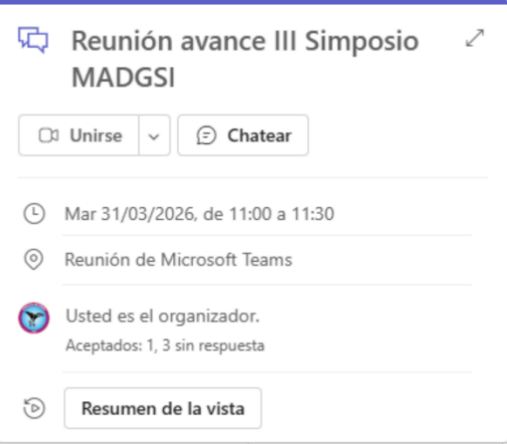 Reunión avance III Simposio
MADGSI
Unirse
Chatear
Mar 31/03/2026, de 11:00 a 11:30
Reunión de Microsoft Teams
Usted es el organizador.
Aceptados: 1, 3 sin respuesta
Resumen de la vista